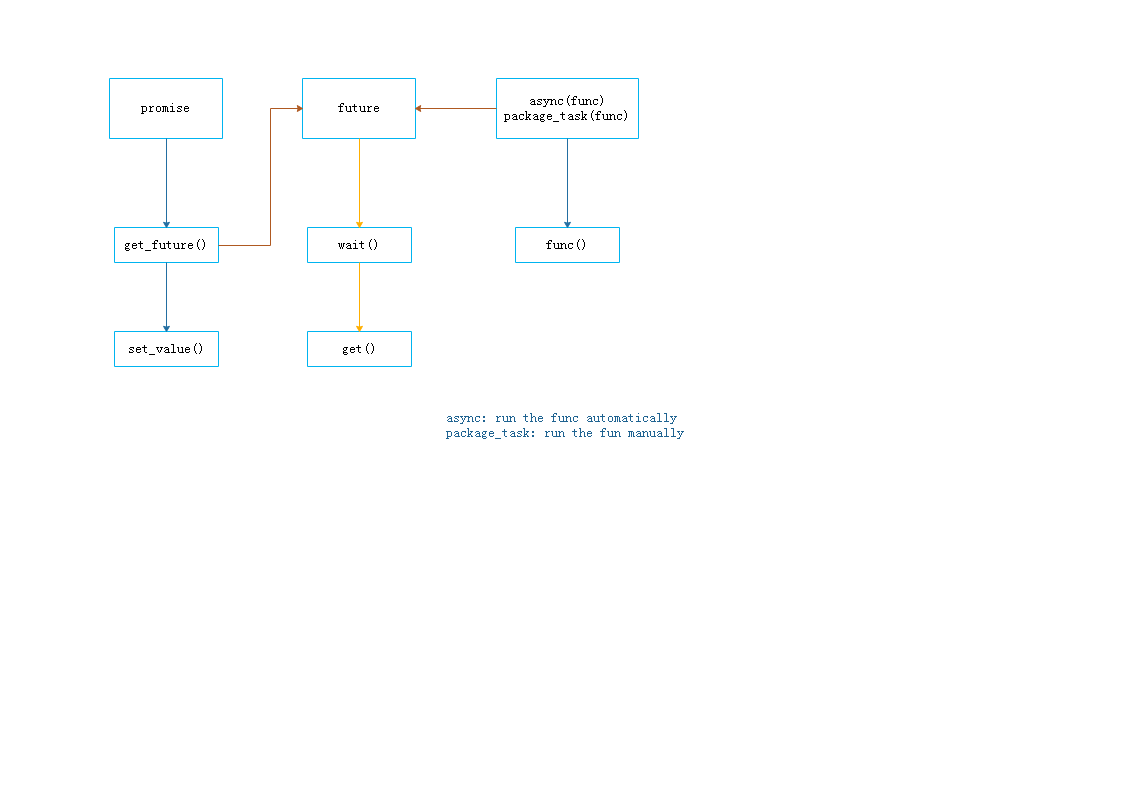 promise
future
async(func)
package_task(func)
get_future()
wait()
func()
set_value()
get()
async: run the func automatically
package_task: run the fun manually